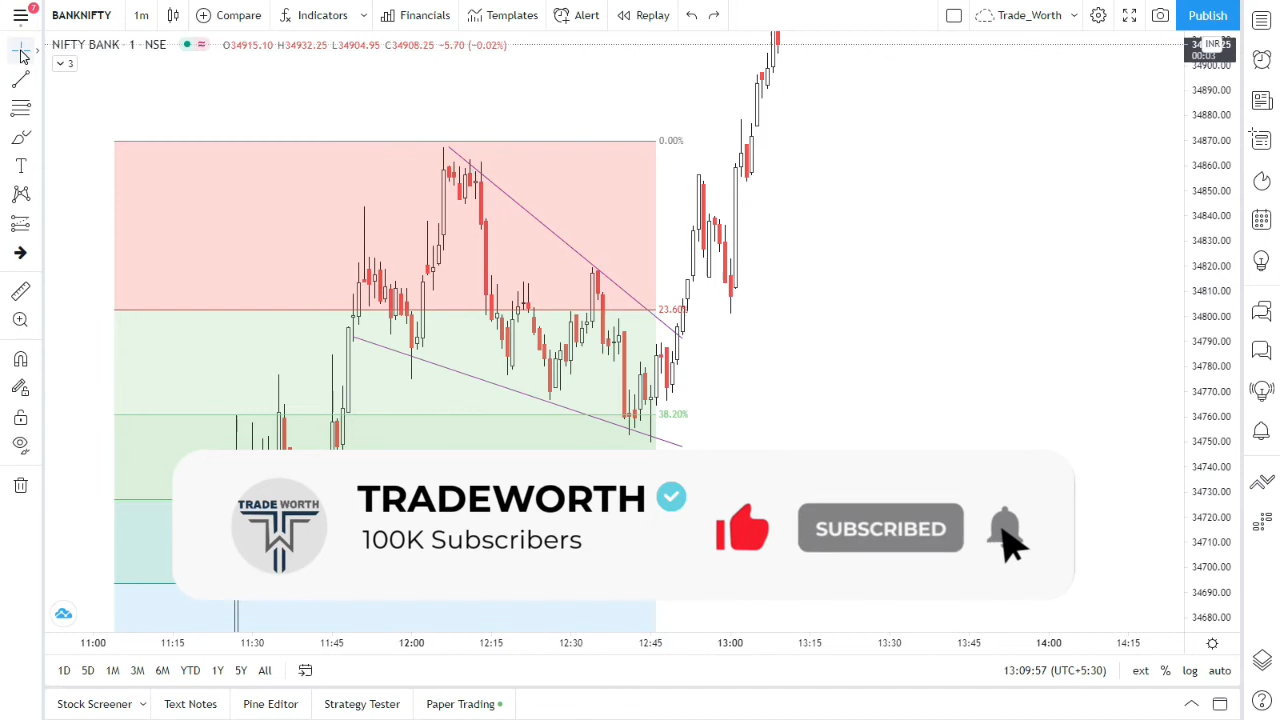 7
BANKNIFTY
1m
Compare
Indicators
Financials
Templates
Alert
Replay
Trade_Worth
Publish
NIFTY BANK · 1 · NSE
O34915.10 H34932.25 L34904.95 C34908.25 -5.70 (-0.02%)
3
INR
00:03
34900.00
34890.00
34880.00
34870.00
34860.00
34850.00
34840.00
34830.00
34820.00
34810.00
34800.00
34790.00
34780.00
34770.00
34760.00
34750.00
34740.00
34730.00
34720.00
34710.00
34700.00
34690.00
34680.00
0.00%
23.60%
38.20%
TRADE WORTH
TRADEWORTH
100K Subscribers
SUBSCRIBED
11:00 11:15 11:30 11:45 12:00 12:15 12:30 12:45 13:00 13:15 13:30 13:45 14:00 14:15
1D 5D 1M 3M 6M YTD 1Y 5Y All
13:09:57 (UTC+5:30)
ext % log auto
Stock Screener
Text Notes
Pine Editor
Strategy Tester
Paper Trading